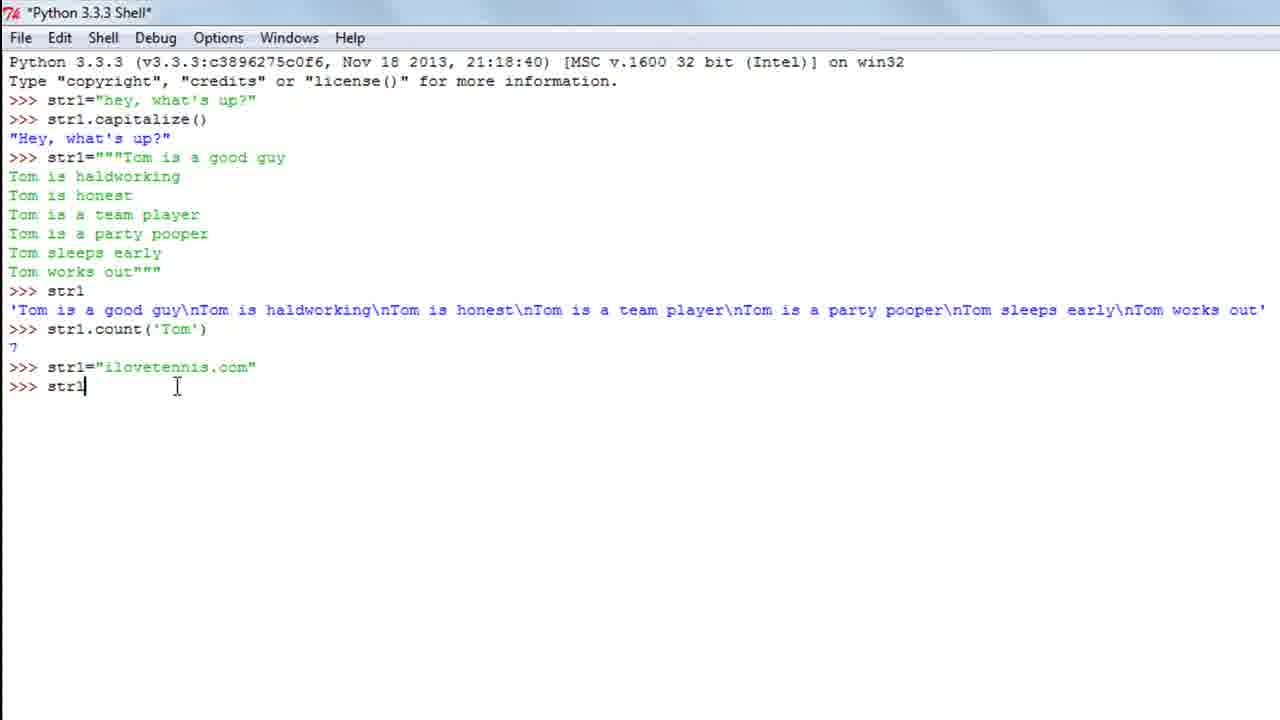 *Python 3.3.3 Shell*
File Edit Shell Debug Options Windows Help
Python 3.3.3 (v3.3.3:c3896275c0f6, Nov 18 2013, 21:18:40) [MSC v.1600 32 bit (Intel)] on win32
Type "copyright", "credits" or "license()" for more information.
>>> str1="hey, what's up?"
>>> str1.capitalize()
"Hey, what's up?"
>>> str1="""Tom is a good guy
Tom is haldworking
Tom is honest
Tom is a team player
Tom is a party pooper
Tom sleeps early
Tom works out"""
>>> str1
'Tom is a good guy\nTom is haldworking\nTom is honest\nTom is a team player\nTom is a party pooper\nTom sleeps early\nTom works out'
>>> str1.count('Tom')
7
>>> str1="ilovetennis.com"
>>> str1